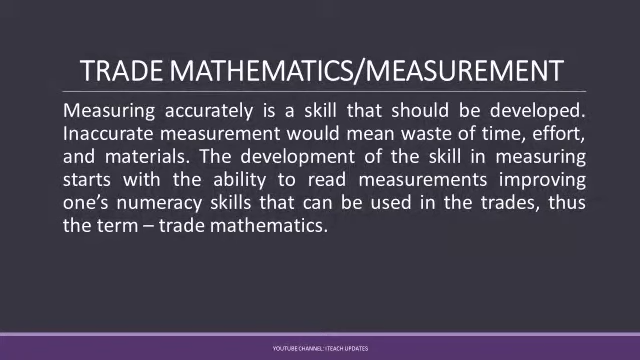 TRADE MATHEMATICS/MEASUREMENT
Measuring accurately is a skill that should be developed.
Inaccurate measurement would mean waste of time, effort,
and materials. The development of the skill in measuring
starts with the ability to read measurements improving
one's numeracy skills that can be used in the trades, thus
the term – trade mathematics.
YOUTUBE CHANNEL: ITEACH UPDATES